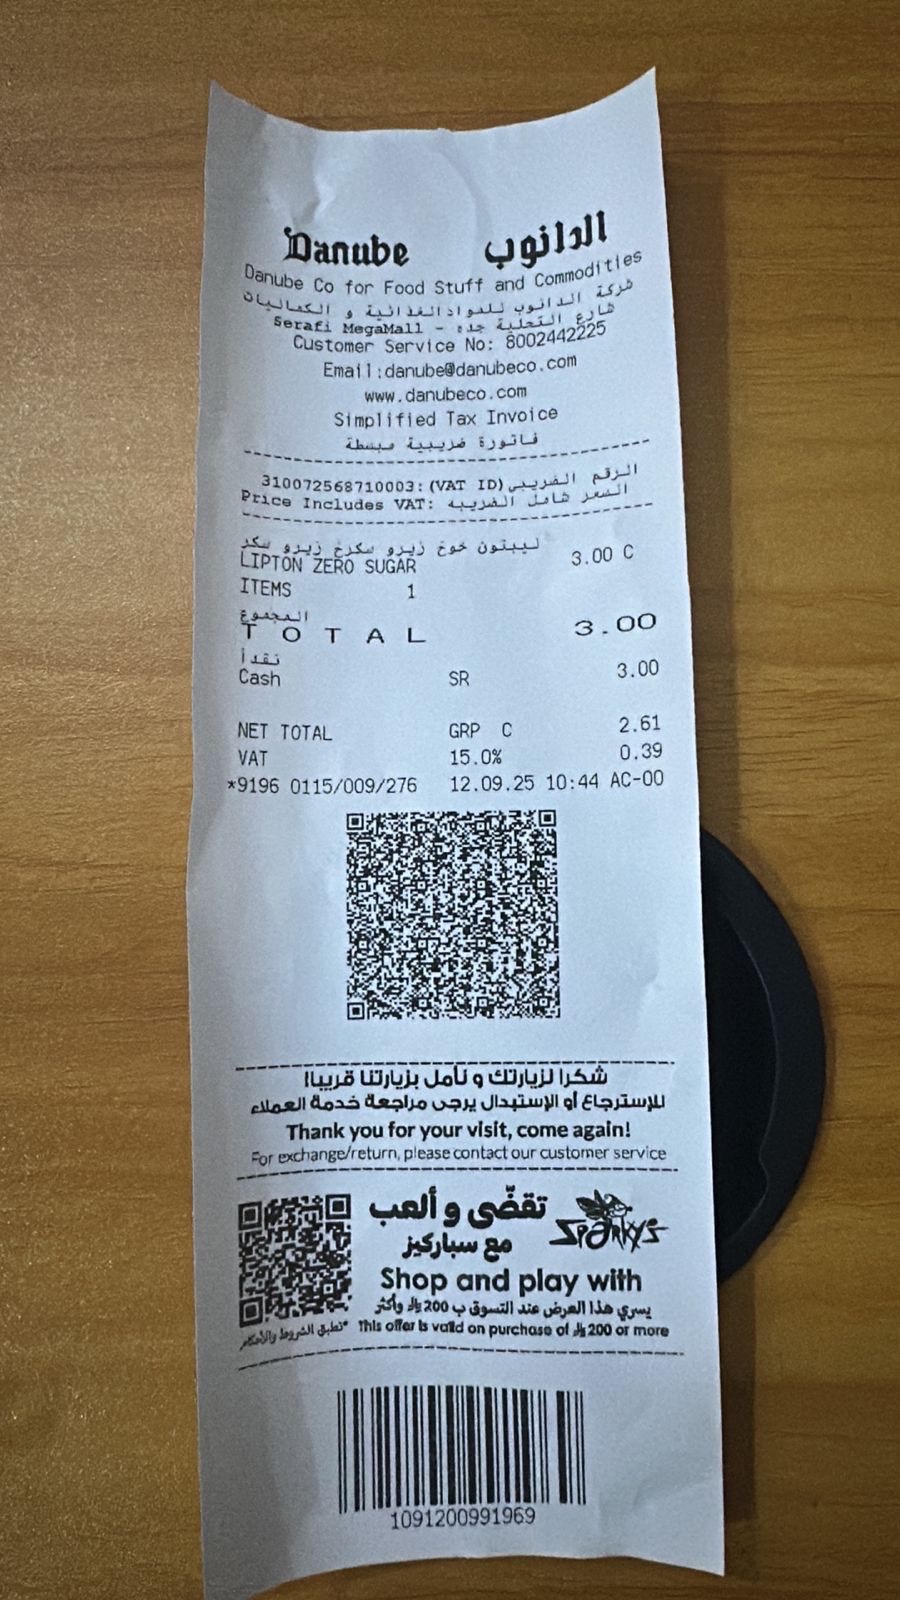 Danube الدانوب
Danube Co for Food Stuff and Commodities
شركة الدانوب للمواد الغذائية و الكماليات
شارع التحلية جده - Serafi MegaMall
Customer Service No: 8002442225
Email:danube@danubeco.com
www.danubeco.com
Simplified Tax Invoice
فاتورة ضريبية مبسطة
الرقم الضريبي(VAT ID) :310072568710003
Price Includes VAT: السعر شامل الضريبه
ليبتون خوخ زيرو سكرخ زيرو سكر
LIPTON ZERO SUGAR 3.00 C
ITEMS 1
المجموع
TOTAL 3.00
نقدأ
Cash SR 3.00
NET TOTAL GRP C 2.61
VAT 15.0% 0.39
*9196 0115/009/276 12.09.25 10:44 AC-00
شكرا لزيارتك و نأمل بزيارتنا قريبا!
للإسترجاع أو الإستبدال يرجى مراجعة خدمة العملاء
Thank you for your visit, come again!
For exchange/return, please contact our customer service
تقضّى و ألعب
مع سباركيز
SPARKY'S
Shop and play with
يسري هذا العرض عند التسوق ب 200 ⃁ وأكثر
This offer is valid on purchase of ⃁ 200 or more
*تطبق الشروط والأحكام
1091200991969